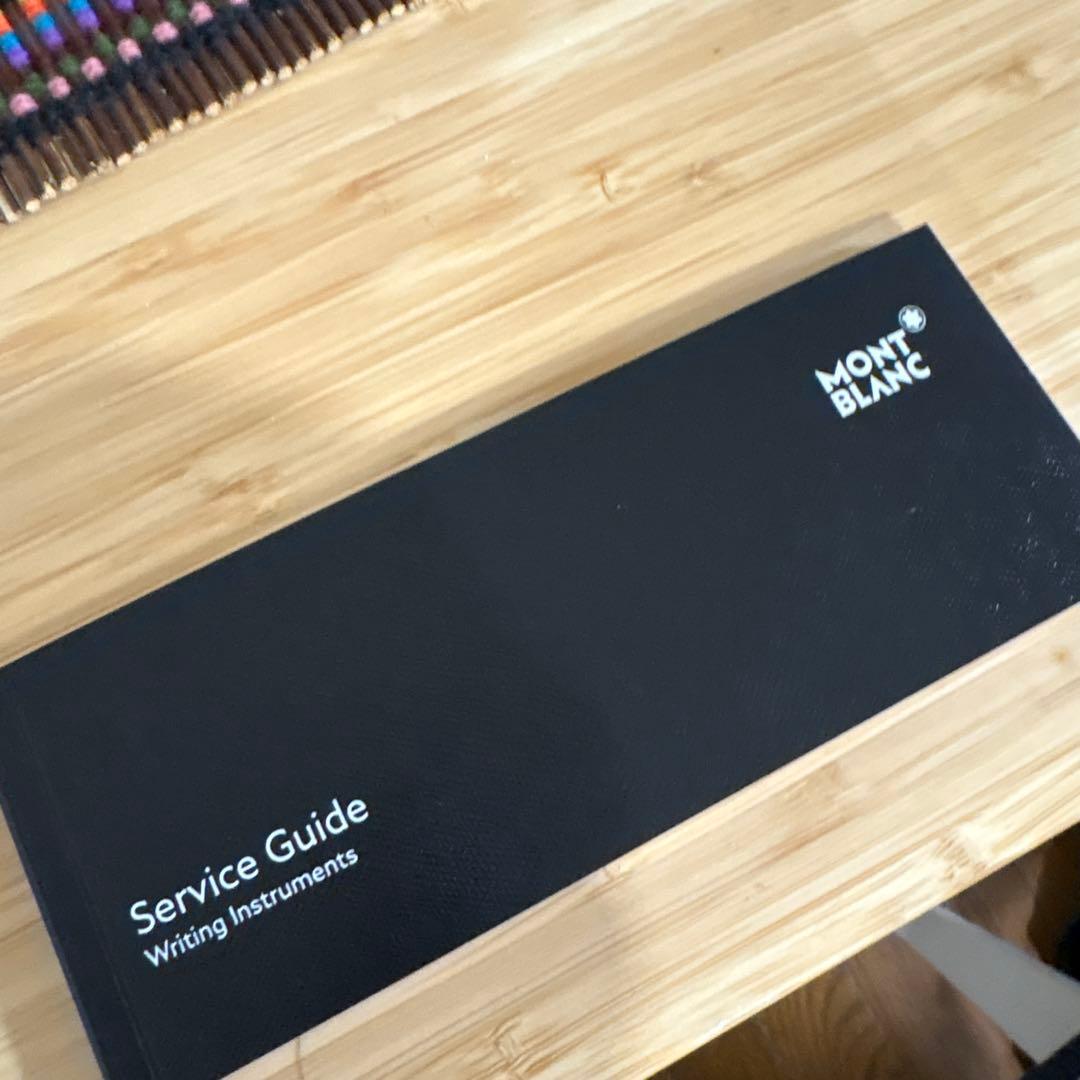 MONT
BLANC
Service Guide
Writing Instruments